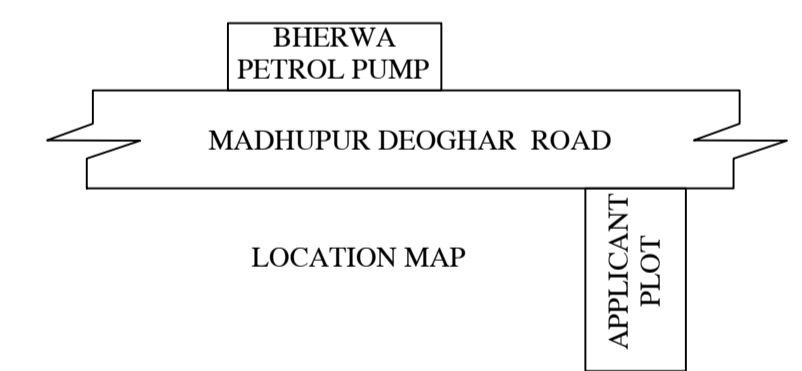 BHERWA
PETROL PUMP
MADHUPUR DEOGHAR ROAD
LOCATION MAP
APPLICANT
PLOT